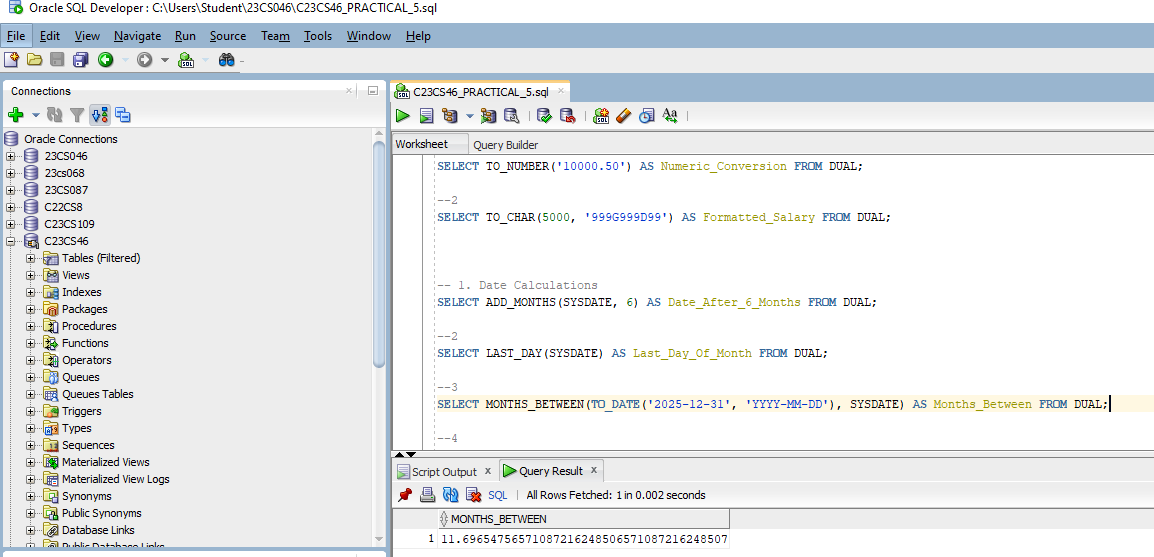 Oracle SQL Developer : C:\Users\Student\23CS046\C23CS46_PRACTICAL_5.sql
File Edit View Navigate Run Source Team Tools Window Help
Connections
Oracle Connections
23CS046
23cs068
23CS087
C22CS8
C23CS109
C23CS46
Tables (Filtered)
Views
Indexes
Packages
Procedures
Functions
Operators
Queues
Queues Tables
Triggers
Types
Sequences
Materialized Views
Materialized View Logs
Synonyms
Public Synonyms
Database Links
Public Database Links
C23CS46_PRACTICAL_5.sql
Worksheet Query Builder
SELECT TO_NUMBER('10000.50') AS Numeric_Conversion FROM DUAL;
--2
SELECT TO_CHAR(5000, '999G999D99') AS Formatted_Salary FROM DUAL;
-- 1. Date Calculations
SELECT ADD_MONTHS(SYSDATE, 6) AS Date_After_6_Months FROM DUAL;
--2
SELECT LAST_DAY(SYSDATE) AS Last_Day_Of_Month FROM DUAL;
--3
SELECT MONTHS_BETWEEN(TO_DATE('2025-12-31', 'YYYY-MM-DD'), SYSDATE) AS Months_Between FROM DUAL;
--4
Script Output x Query Result x
SQL All Rows Fetched: 1 in 0.002 seconds
MONTHS_BETWEEN
1 11.6965475657108721624850657108721624 8507